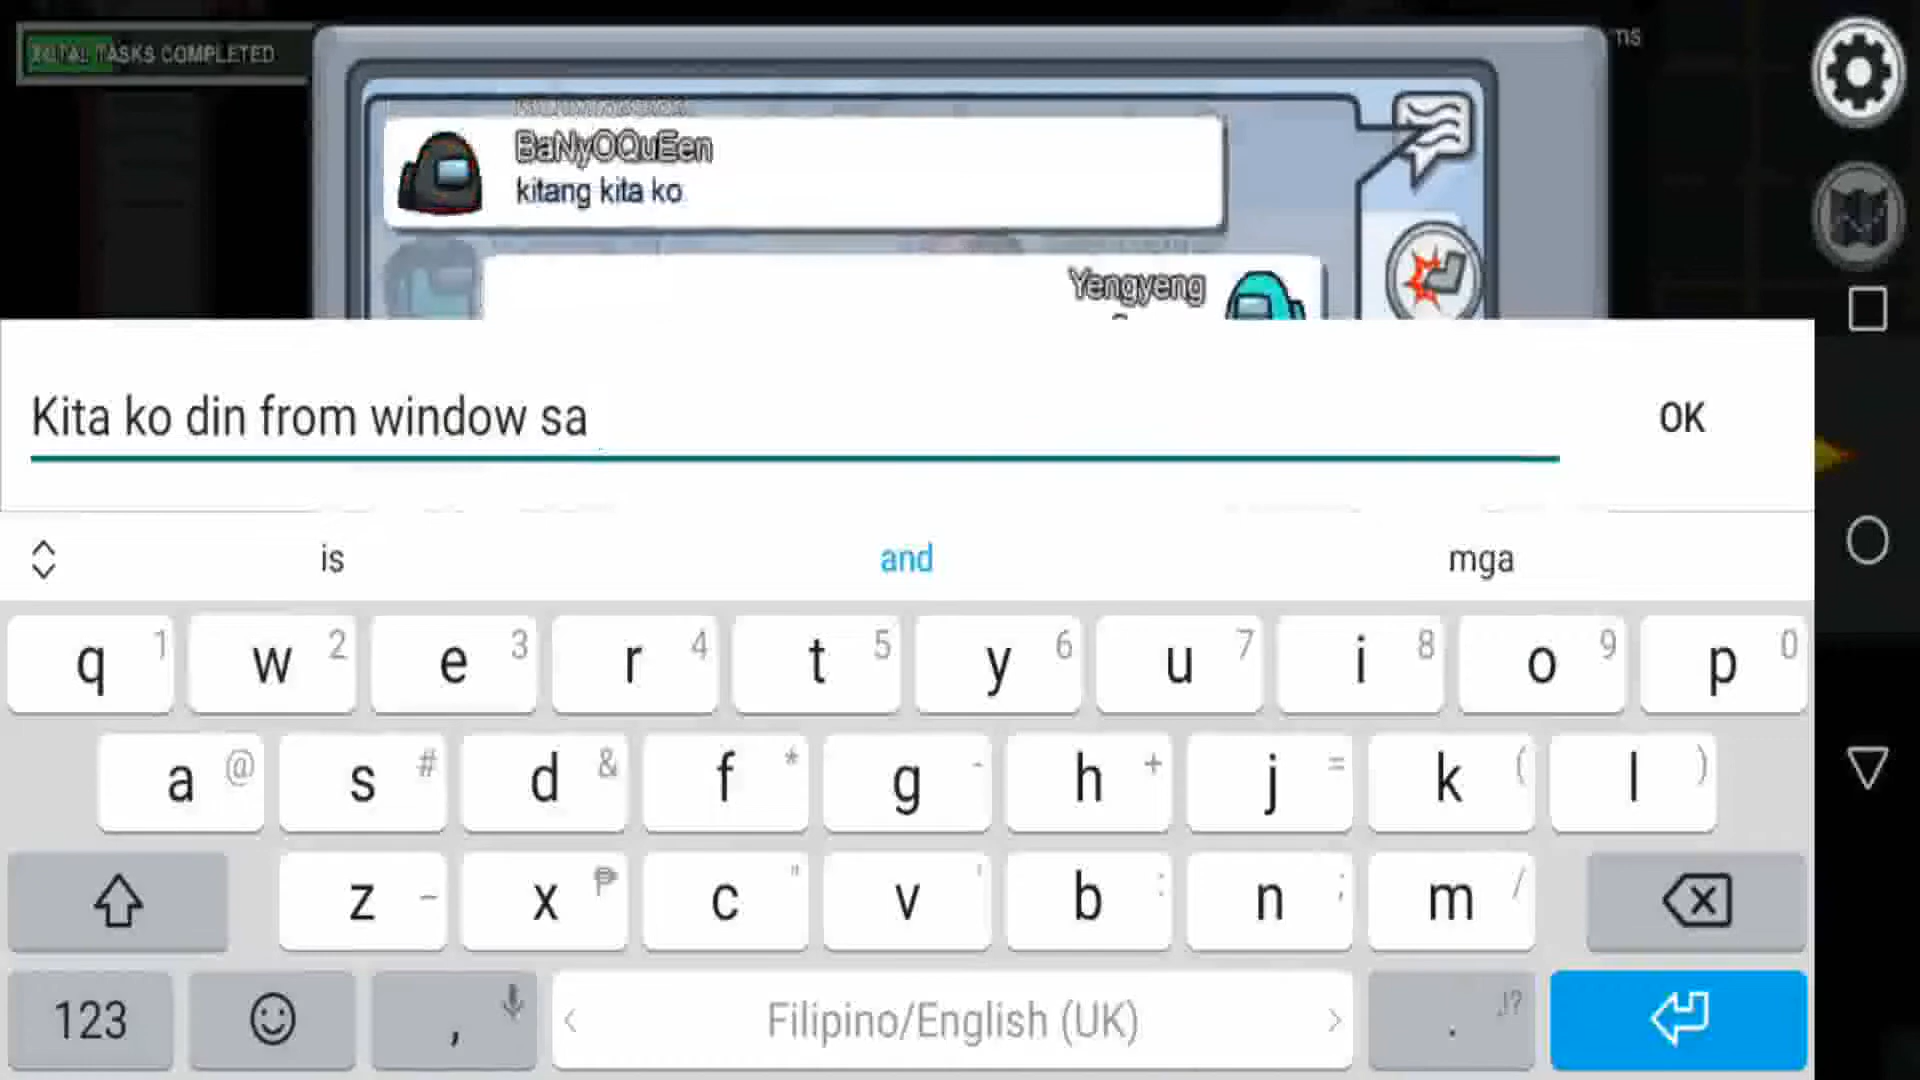 TOTAL TASKS COMPLETED
ms
BaNyOQuEen
kitang kita ko
Yengyeng
Kita ko din from window sa
OK
is and mga
q 1 w 2 e 3 r 4 t 5 y 6 u 7 i 8 o 9 p 0
a @ s # d & f * g - h + j = k ( l )
z _ x ₱ c " v ' b : n ; m /
123 , < Filipino/English (UK) > . ,!?